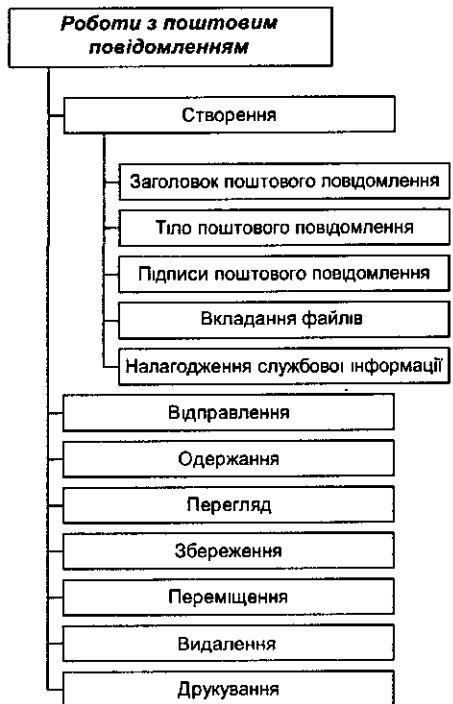 Роботи з поштовим
повідомленням
Створення
Заголовок поштового повідомлення
Тіло поштового повідомлення
Підписи поштового повідомлення
Вкладання файлів
Налагодження службової інформації
Відправлення
Одержання
Перегляд
Збереження
Переміщення
Видалення
Друкування